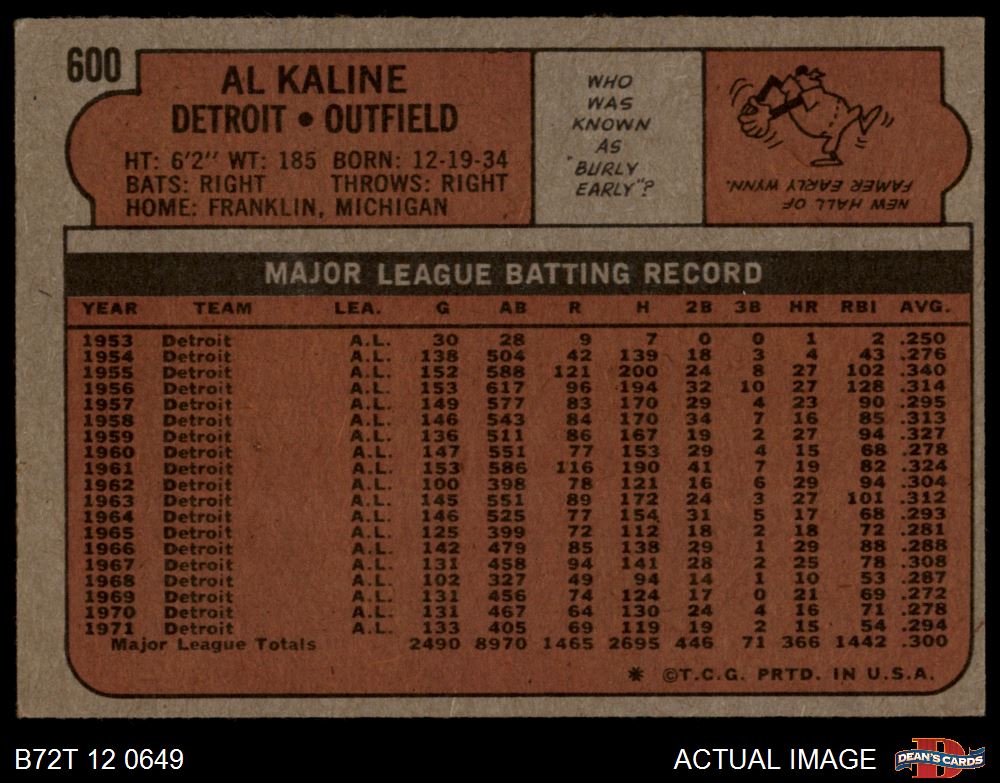 600
AL KALINE
DETROIT • OUTFIELD
HT: 6'2" WT: 185 BORN: 12-19-34
BATS: RIGHT THROWS: RIGHT
HOME: FRANKLIN, MICHIGAN
WHO
WAS
KNOWN
AS
"BURLY
EARLY"?
NEW HALL OF
FAMER EARLY WYNN.
MAJOR LEAGUE BATTING RECORD
YEAR TEAM LEA. G AB R H 2B 3B HR RBI AVG.
1953 Detroit A.L. 30 28 9 7 0 0 1 2 .250
1954 Detroit A.L. 138 504 42 139 18 3 4 43 .276
1955 Detroit A.L. 152 588 121 200 24 8 27 102 .340
1956 Detroit A.L. 153 617 96 194 32 10 27 128 .314
1957 Detroit A.L. 149 577 83 170 29 4 23 90 .295
1958 Detroit A.L. 146 543 84 170 34 7 16 85 .313
1959 Detroit A.L. 136 511 86 167 19 2 27 94 .327
1960 Detroit A.L. 147 551 77 153 29 4 15 68 .278
1961 Detroit A.L. 153 586 116 190 41 7 19 82 .324
1962 Detroit A.L. 100 398 78 121 16 6 29 94 .304
1963 Detroit A.L. 145 551 89 172 24 3 27 101 .312
1964 Detroit A.L. 146 525 77 154 31 5 17 68 .293
1965 Detroit A.L. 125 399 72 112 18 2 18 72 .281
1966 Detroit A.L. 142 479 85 138 29 1 29 88 .288
1967 Detroit A.L. 131 458 94 141 28 2 25 78 .308
1968 Detroit A.L. 102 327 49 94 14 1 10 53 .287
1969 Detroit A.L. 131 456 74 124 17 0 21 69 .272
1970 Detroit A.L. 131 467 64 130 24 4 16 71 .278
1971 Detroit A.L. 133 405 69 119 19 2 15 54 .294
Major League Totals 2490 8970 1465 2695 446 71 366 1442 .300
* ©T.C.G. PRTD. IN U.S.A.
B72T 12 0649
ACTUAL IMAGE
D
DEAN'S CARDS